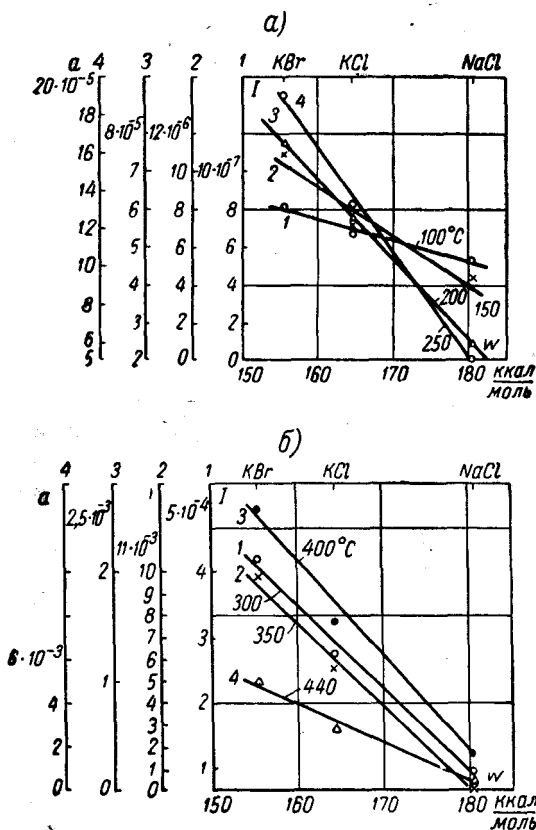 а)
a 4 3 2 1 KBr KCl NaCl
20·10⁻⁵ I 4
18 8·10⁻⁵ 12·10⁻⁶ 3
16 7 10 10·10⁻⁷ 2
14 6 8 8 1 100°C
12 5 6 6
10 4 4 4 200 150
8 3 2 2 250 w
6
5 2 0 0
150 160 170 180 ккал/моль
б)
a 4 3 2 1 KBr KCl NaCl
2,5·10⁻³ 5·10⁻⁴ I 3
11·10⁻³ 1 400°C
2 10 4 2
9 300
8 350
7 3
6·10⁻³ 6
1 5 4 440
4 4 2
3
2 2
1 1 w
0 0 0
150 160 170 180 ккал/моль